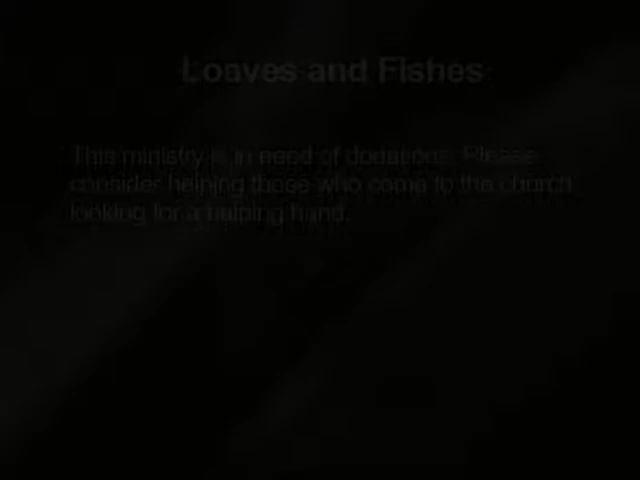 Loaves and Fishes
This ministry is in need of donations. Please
consider helping these who come to the church
looking for a helping hand.